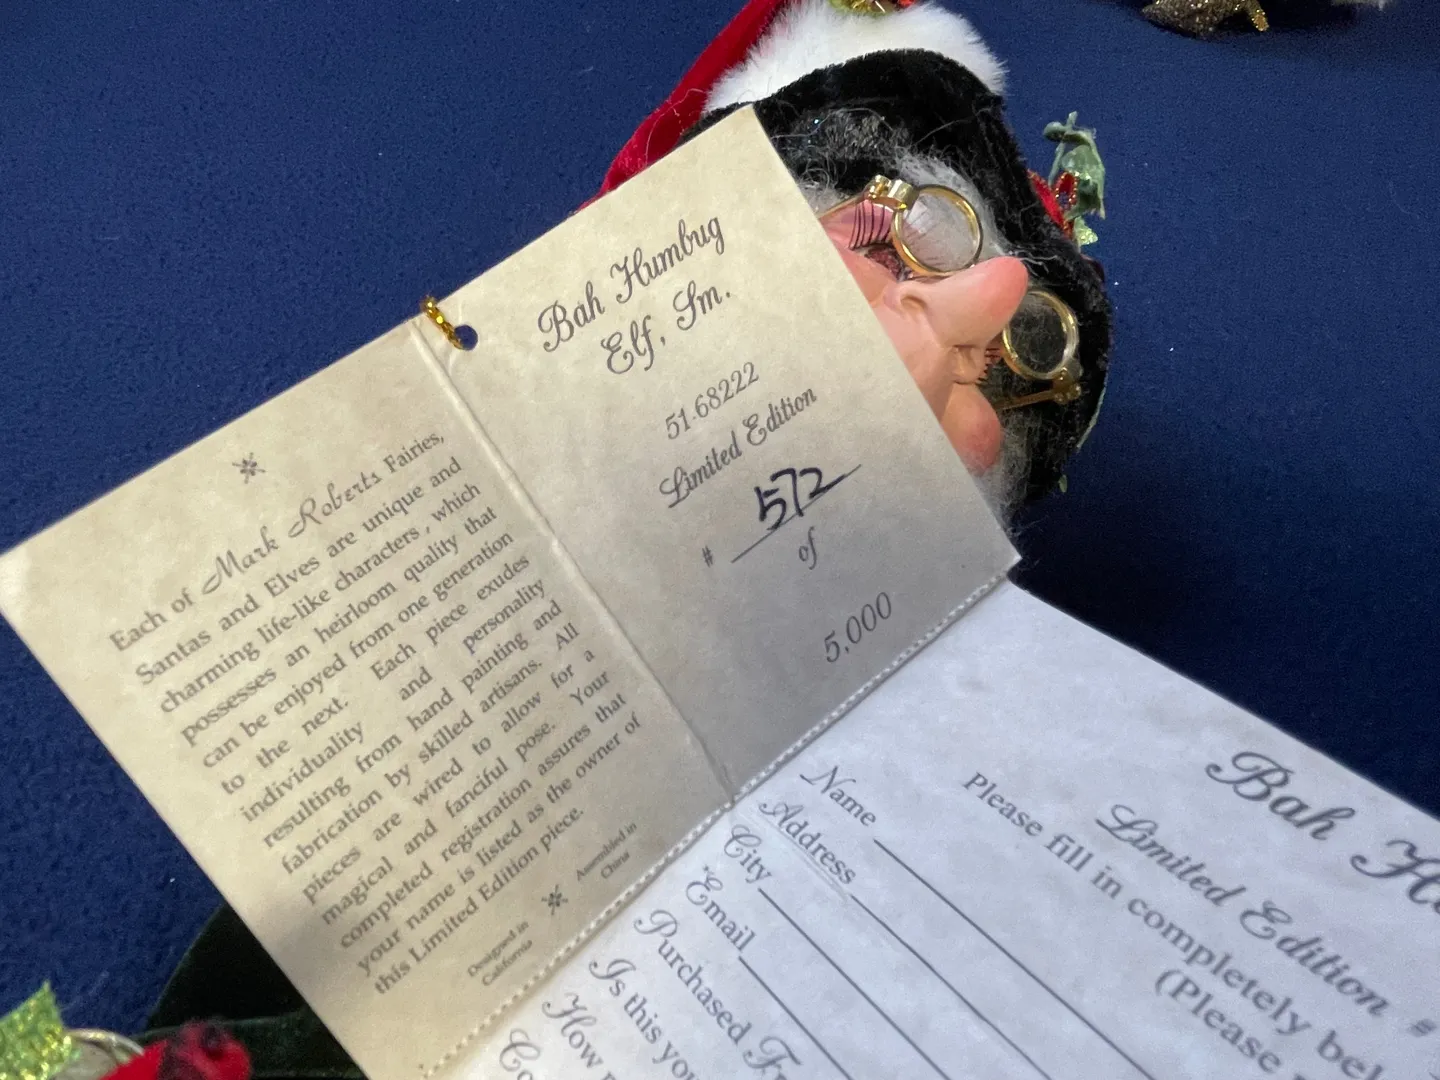 Bah Humbug
Elf, Sm.
51-68222
Limited Edition
# 572
of
5,000
Each of Mark Roberts Fairies,
Santas and Elves are unique and
charming life-like characters, which
possesses an heirloom quality that
can be enjoyed from one generation
to the next. Each piece exudes
individuality and personality
resulting from hand painting and
fabrication by skilled artisans. All
pieces are wired to allow for a
magical and fanciful pose. Your
completed registration assures that
your name is listed as the owner of
this Limited Edition piece.
Designed in
California
Assembled in
China
Bah
Limited Edition #
Please fill in completely
(Please
Name
Address
City
Email
Purchased
Is this
How